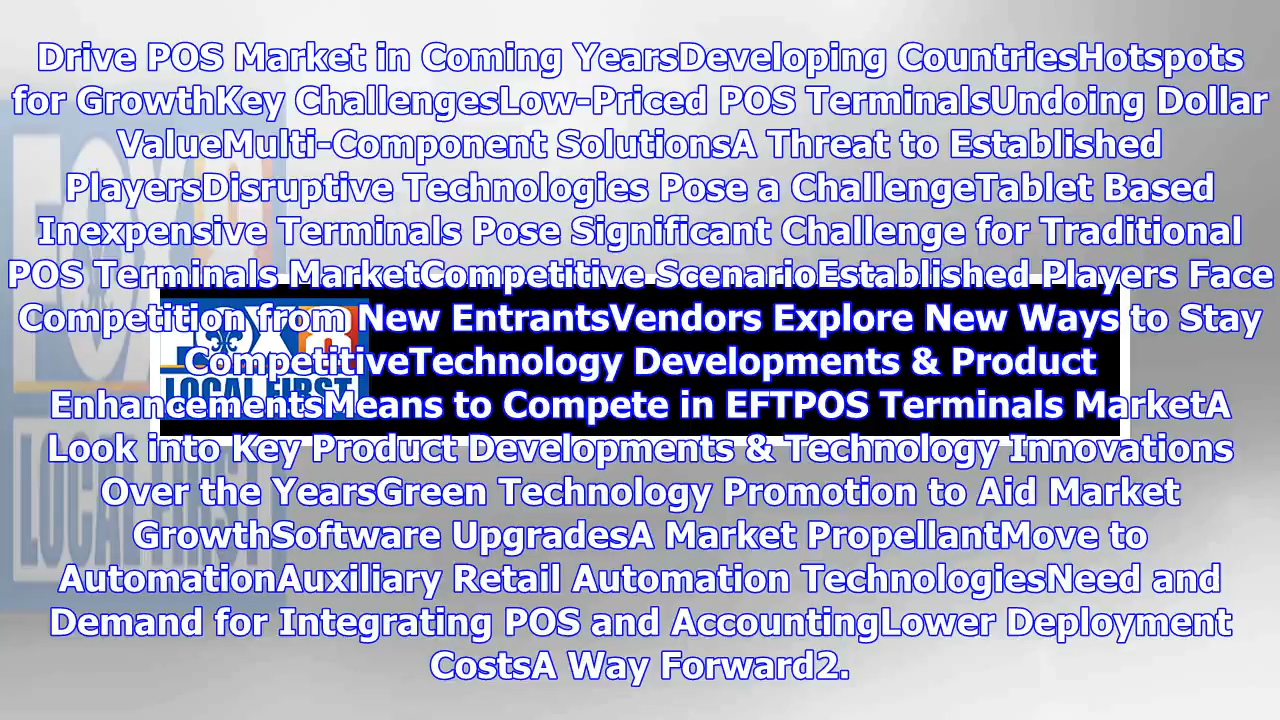 Drive POS Market in Coming YearsDeveloping CountriesHotspots
for GrowthKey ChallengesLow-Priced POS TerminalsUndoing Dollar
ValueMulti-Component SolutionsA Threat to Established
PlayersDisruptive Technologies Pose a ChallengeTablet Based
Inexpensive Terminals Pose Significant Challenge for Traditional
POS Terminals MarketCompetitive ScenarioEstablished Players Face
Competition from New EntrantsVendors Explore New Ways to Stay
CompetitiveTechnology Developments & Product
EnhancementsMeans to Compete in EFTPOS Terminals MarketA
Look into Key Product Developments & Technology Innovations
Over the YearsGreen Technology Promotion to Aid Market
GrowthSoftware UpgradesA Market PropellantMove to
AutomationAuxiliary Retail Automation TechnologiesNeed and
Demand for Integrating POS and AccountingLower Deployment
CostsA Way Forward2.
FOX 8
LOCAL FIRST